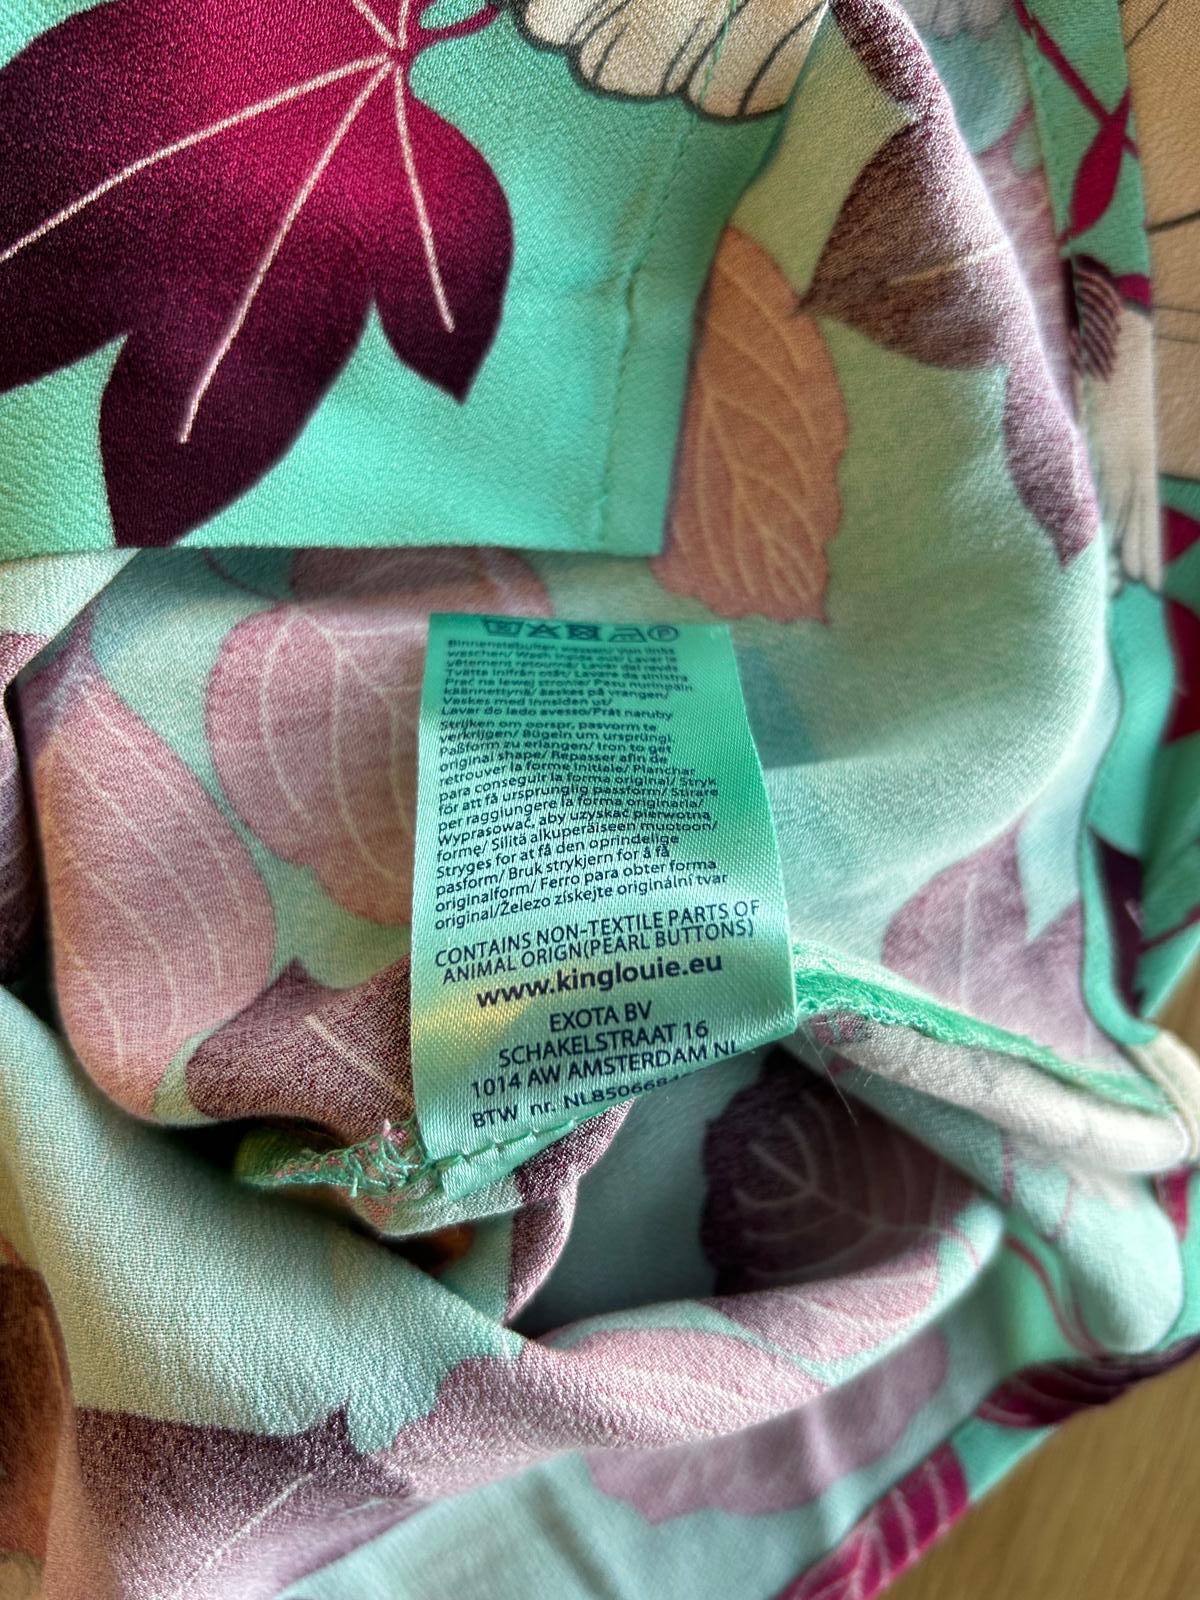 Binnenstebuiten wassen/ Von links
waschen/ Wash inside out/ Laver le
vêtement retourné/ Lavar del revés
Tvätta inifrån ofåt/ Lavare da sinistra
Prać na lewej stronie/ Pesu nurinpäin
käännettynä/ Vaskes på vrangen/
Vaskes med innsiden ut/
Lavar do lado avesso/Prát naruby
Strijken om oorspr, pasvorm te
verkrijgen/ Bügeln um ursprüngl.
Paßform zu erlangen/ Iron to get
original shape/ Repasser afin de
retrouver la forme initiale/ Planchar
para conseguir la forma original/ Stryk
för att få ursprunglig passform/ Stirare
per raggiungere la forma originaria/
Wyprasować, aby uzyskać pierwotną
formę/ Silitä alkuperäiseen muotoon/
Stryges for at få den oprindelige
pasform/ Bruk strykjern for å få
originalform/ Ferro para obter forma
original/Železo získejte originální tvar
CONTAINS NON-TEXTILE PARTS OF
ANIMAL ORIGN(PEARL BUTTONS)
www.kinglouie.eu
EXOTA BV
SCHAKELSTRAAT 16
1014 AW AMSTERDAM NL
BTW nr.